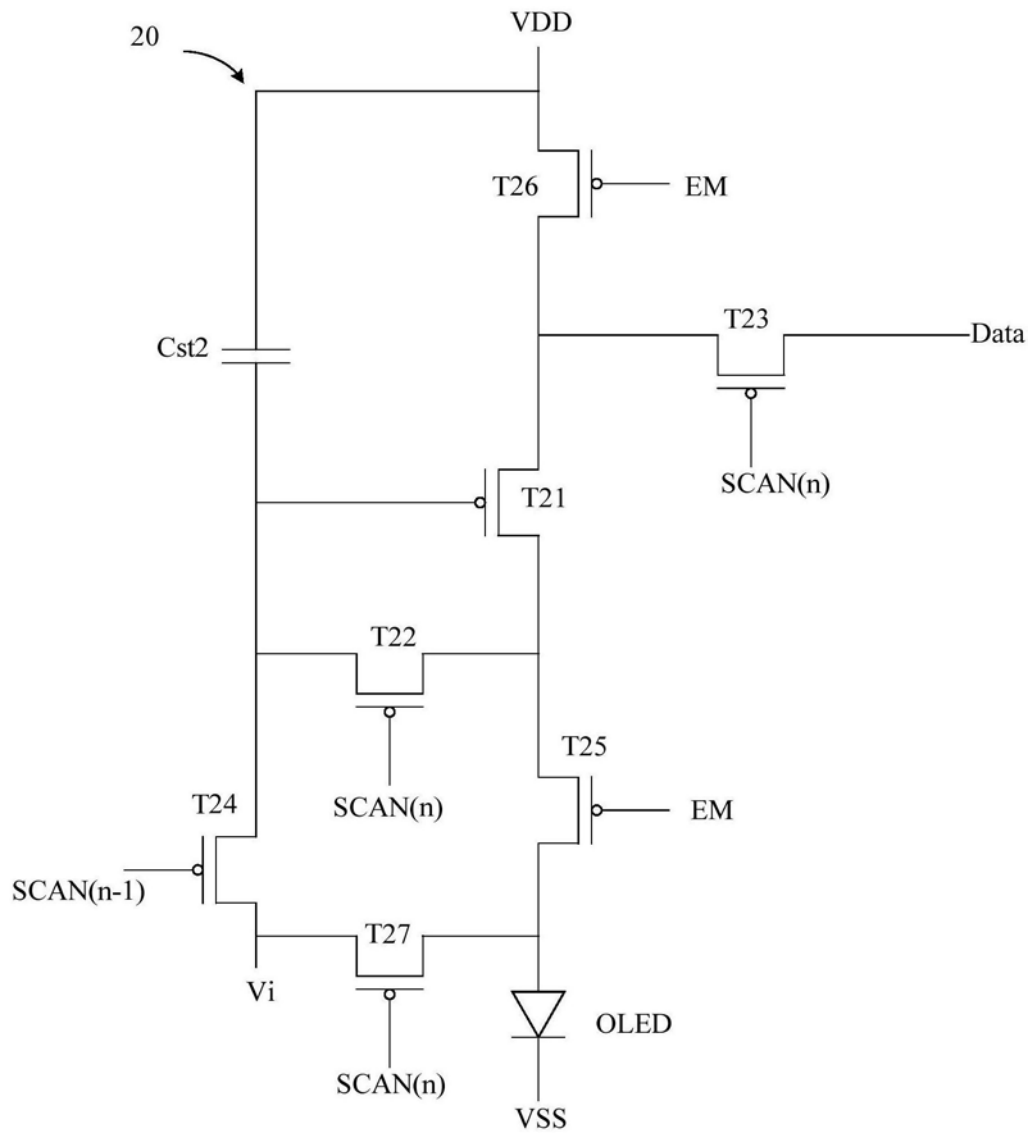 VDD
20
T26
EM
T23
Data
Cst2
SCAN(n)
T21
T22
T25
T24
SCAN(n)
EM
SCAN(n-1)
T27
Vi
OLED
SCAN(n)
VSS